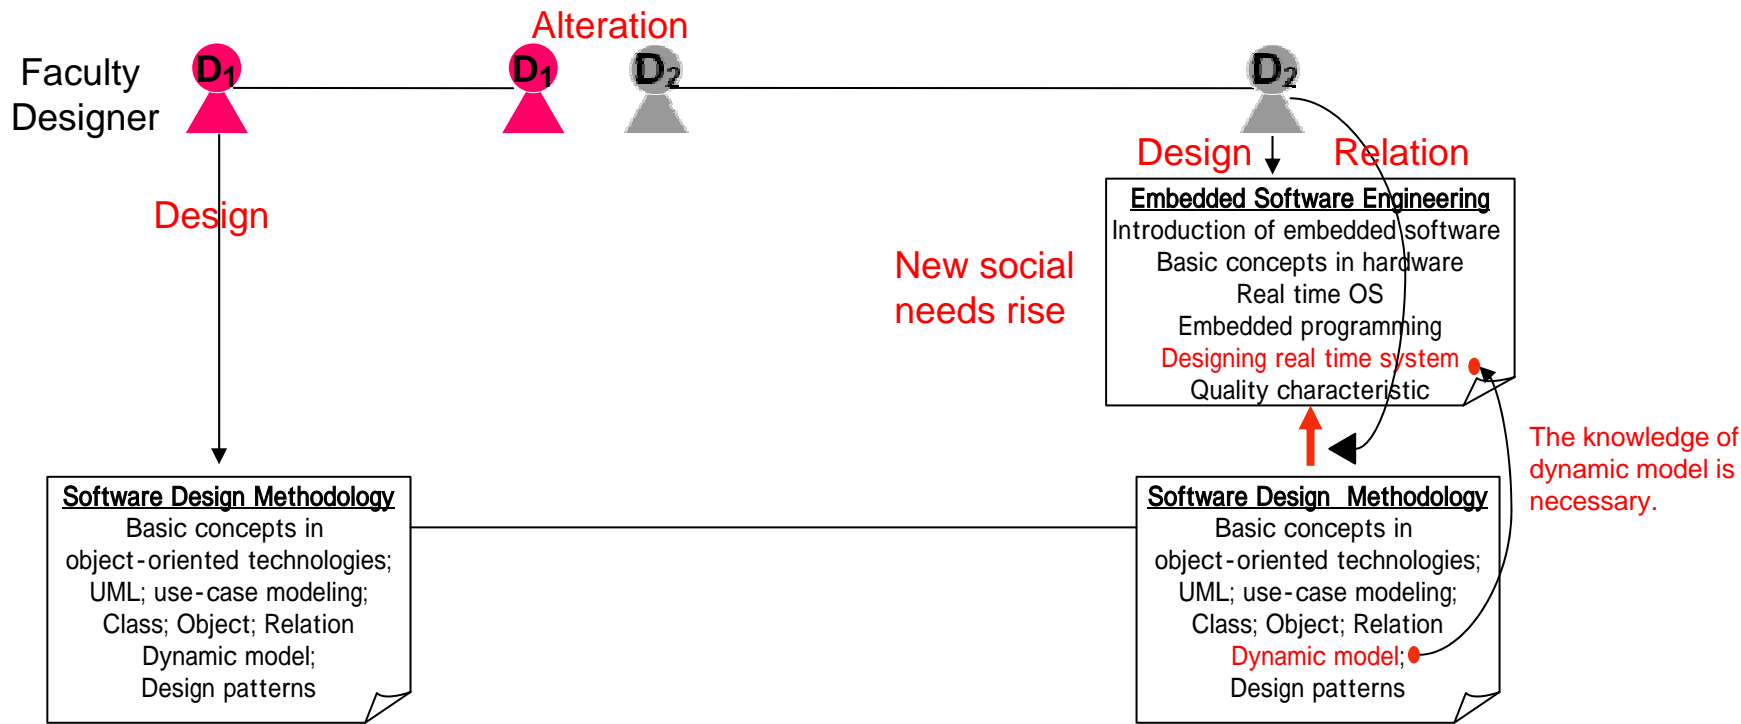 Alteration
Faculty
Designer
D1
D1
D2
D2
Design
Design
Relation
Embedded Software Engineering
Introduction of embedded software
Basic concepts in hardware
Real time OS
Embedded programming
Designing real time system
Quality characteristic
New social
needs rise
The knowledge of
dynamic model is
necessary.
Software Design Methodology
Basic concepts in
object-oriented technologies;
UML; use-case modeling;
Class; Object; Relation
Dynamic model;
Design patterns
Software Design Methodology
Basic concepts in
object-oriented technologies;
UML; use-case modeling;
Class; Object; Relation
Dynamic model;
Design patterns